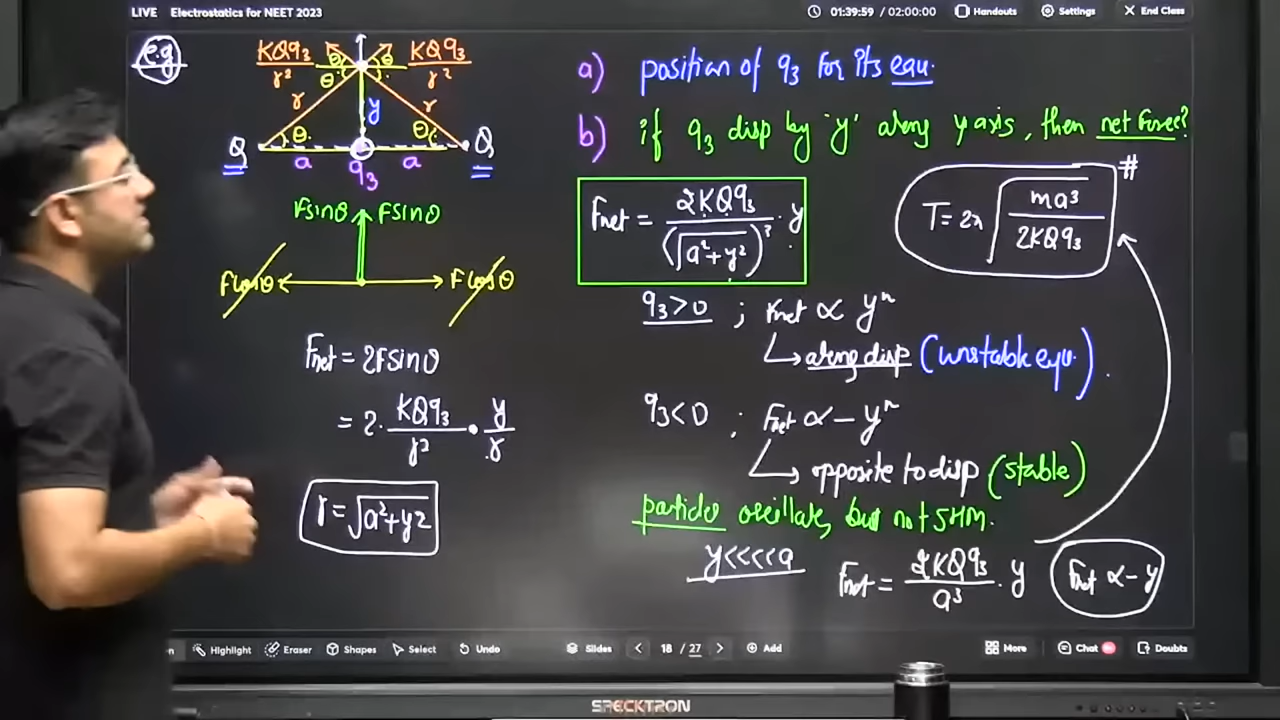 LIVE Electrostatics for NEET 2023
01:39:59 / 02:00:00 Handouts Settings End Class
e.g
KQq3/r² θ θ KQq3/r²
θ θ
r y r
Q θ θ Q
a a
q3
Fsinθ Fsinθ
Fcosθ Fcosθ
Fnet = 2Fsinθ
= 2. KQq3/r² • y/r
r = √a²+y2
a) position of q3 for its equ.
b) if q3 disp by 'y' along y axis, then net Force?
Fnet = 2KQq3/(√a²+y²)³ . y
T = 2π √ma³/2KQq3 #
q3>0 ; Fnet ∝ yⁿ
↳ along disp (unstable equ.) .
q3<0 ; Fnet ∝ - yⁿ
↳ opposite to disp (stable)
particles oscillate, but not SHM.
y<<<<a
Fnet = 2KQq3/a³ . y Fnet ∝ - y
Highlight Eraser Shapes Select Undo Slides < 18 / 27 > Add More Chat Doubts
SPECKTRON